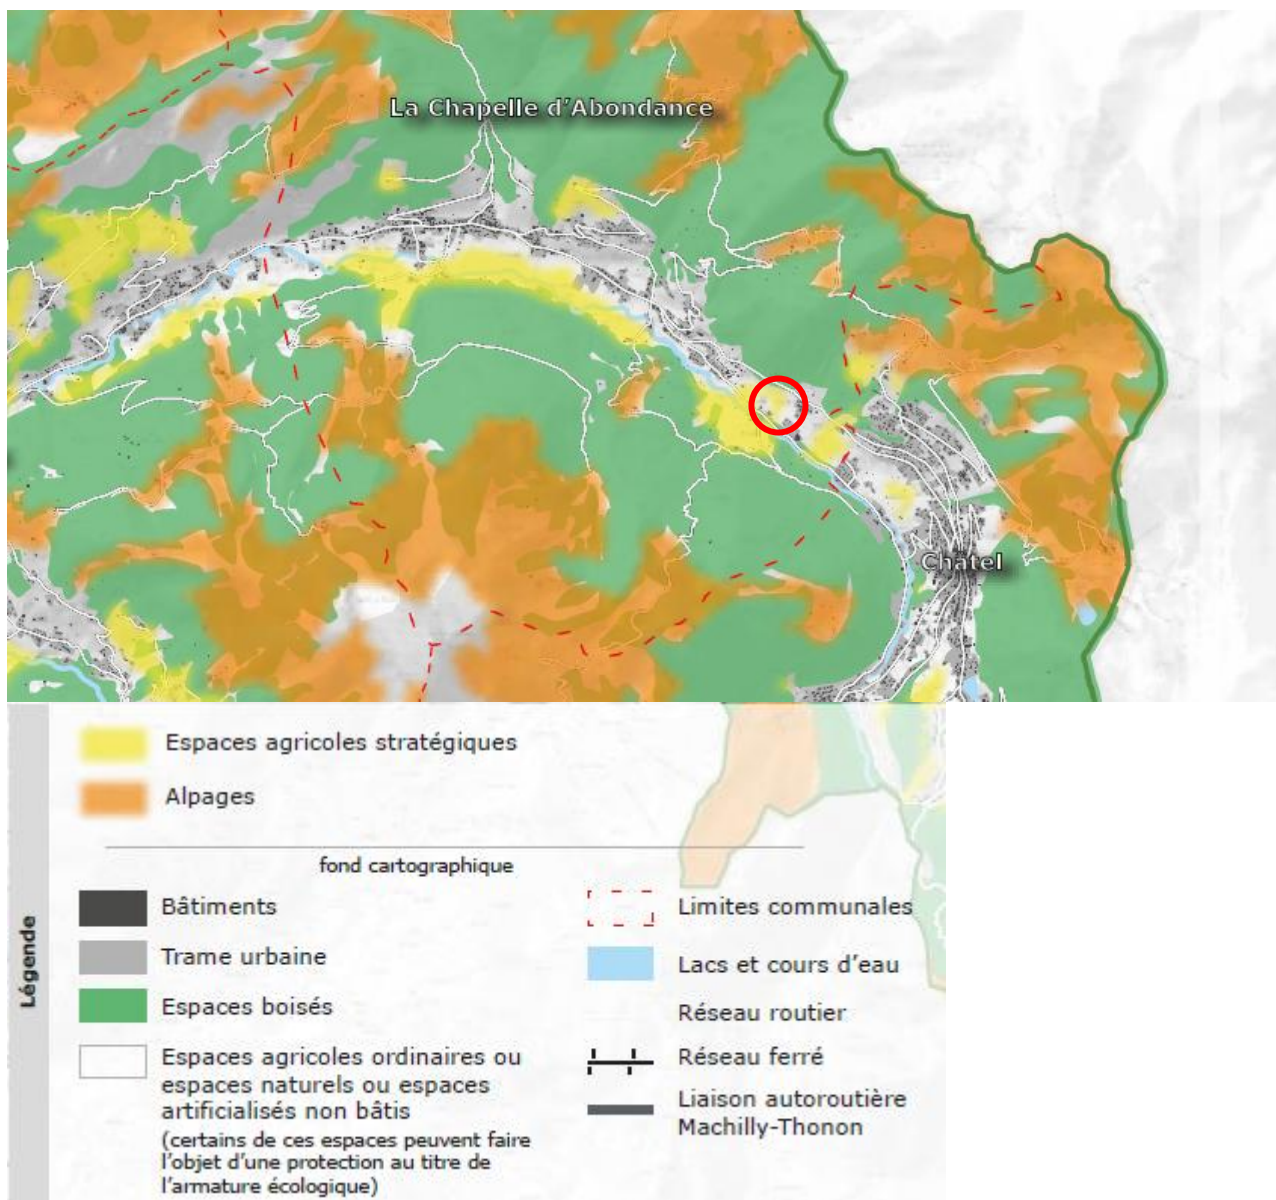 La Chapelle d'Abondance
Châtel
Légende
Espaces agricoles stratégiques
Alpages
fond cartographique
Bâtiments
Trame urbaine
Espaces boisés
Espaces agricoles ordinaires ou
espaces naturels ou espaces
artificialisés non bâtis
(certains de ces espaces peuvent faire
l'objet d'une protection au titre de
l'armature écologique)
Limites communales
Lacs et cours d'eau
Réseau routier
Réseau ferré
Liaison autoroutière
Machilly-Thonon